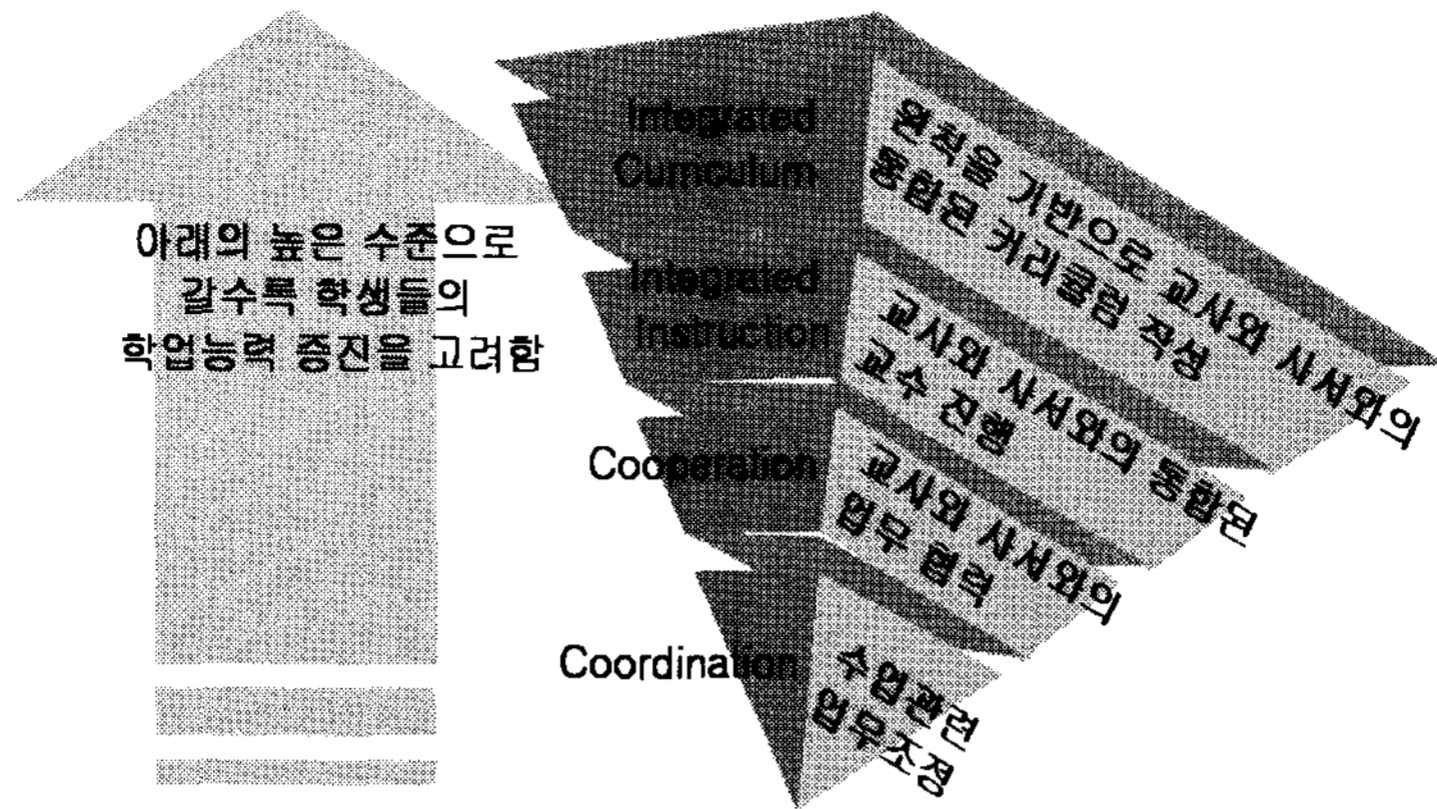 아래의 높은 수준으로
갈수록 학생들의
학업능력 증진을 고려함
Integrated
Curriculum
원칙을 기반으로 교사와 사서와의
통합된 커리큘럼 작성
Integrated
Instruction
교사와 사서와의 통합된
교수 진행
Cooperation
교사와 사서와의
업무 협력
Coordination
수업관련
업무조정